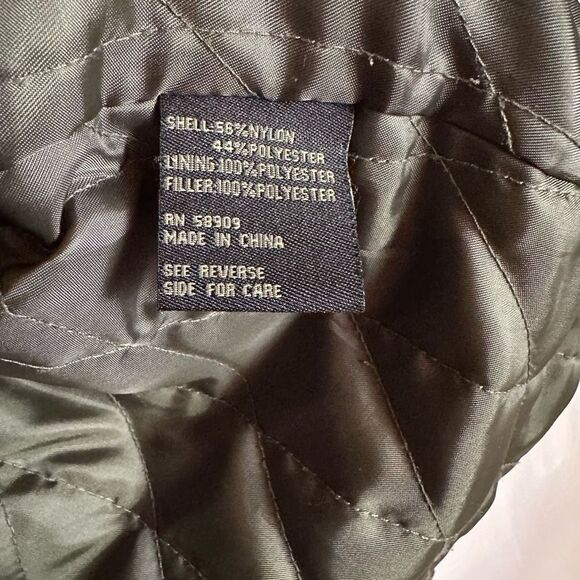 SHELL-56%NYLON
44%POLYESTER
LINING:100%POLYESTER
FILLER:100%POLYESTER
RN 58909
MADE IN CHINA
SEE REVERSE
SIDE FOR CARE